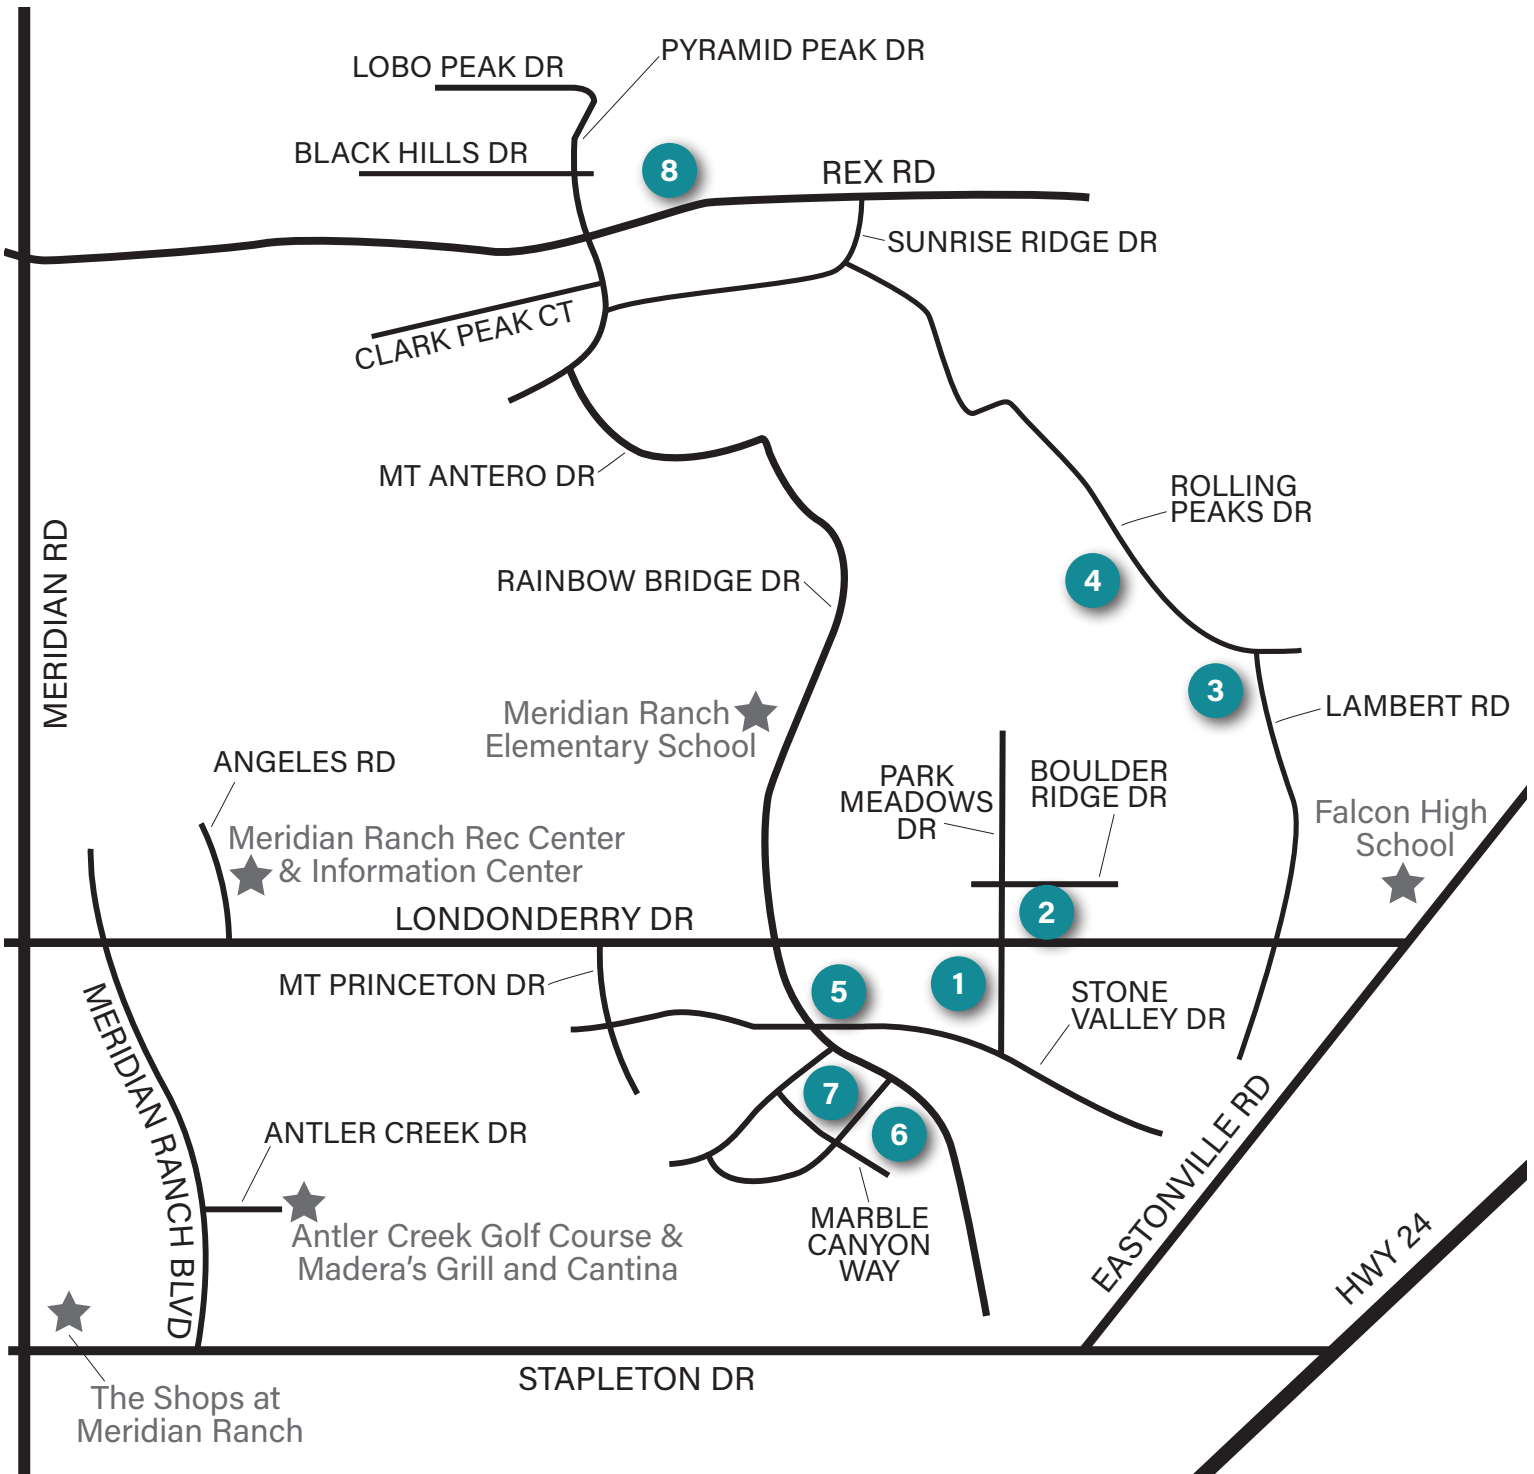 PYRAMID PEAK DR
LOBO PEAK DR
BLACK HILLS DR
8
REX RD
SUNRISE RIDGE DR
CLARK PEAK CT
MT ANTERO DR
ROLLING
PEAKS DR
MERIDIAN RD
RAINBOW BRIDGE DR
4
3
Meridian Ranch
Elementary School
LAMBERT RD
ANGELES RD
PARK
MEADOWS
DR
BOULDER
RIDGE DR
Falcon High
School
Meridian Ranch Rec Center
& Information Center
2
LONDONDERRY DR
MT PRINCETON DR
5
1
STONE
VALLEY DR
MERIDIAN RANCH BLVD
7
6
ANTLER CREEK DR
EASTONVILLE RD
MARBLE
CANYON
WAY
Antler Creek Golf Course &
Madera's Grill and Cantina
HWY 24
STAPLETON DR
The Shops at
Meridian Ranch